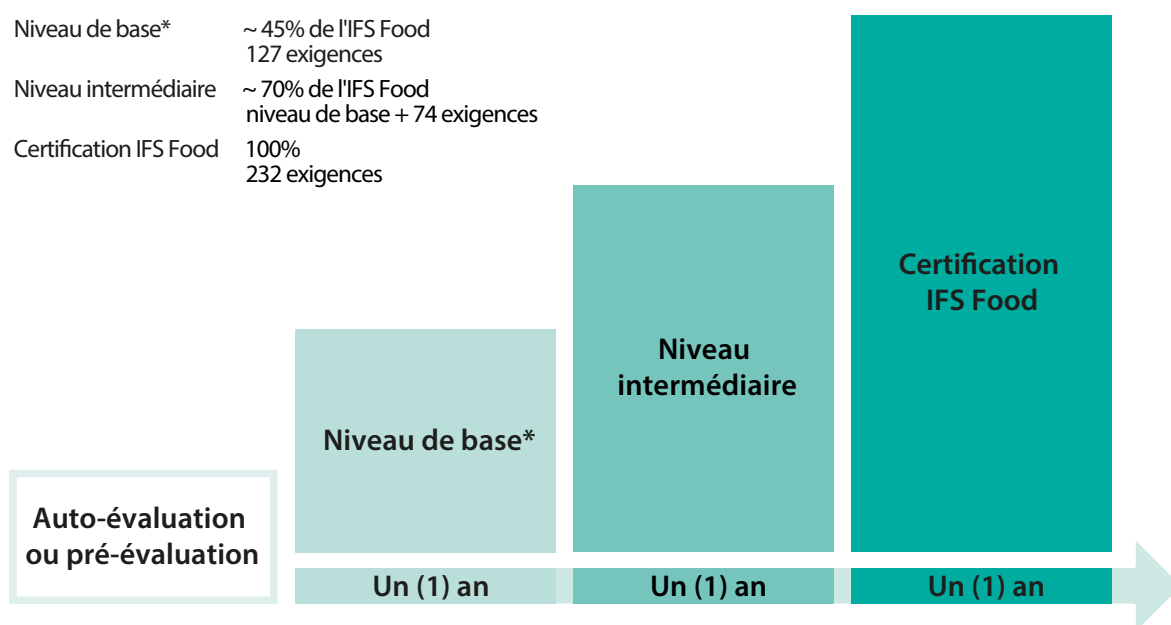 Niveau de base* ~ 45% de l'IFS Food
127 exigences
Niveau intermédiaire ~ 70% de l'IFS Food
niveau de base + 74 exigences
Certification IFS Food 100%
232 exigences
Certification
IFS Food
Niveau
intermédiaire
Niveau de base*
Auto-évaluation
ou pré-évaluation
Un (1) an
Un (1) an
Un (1) an